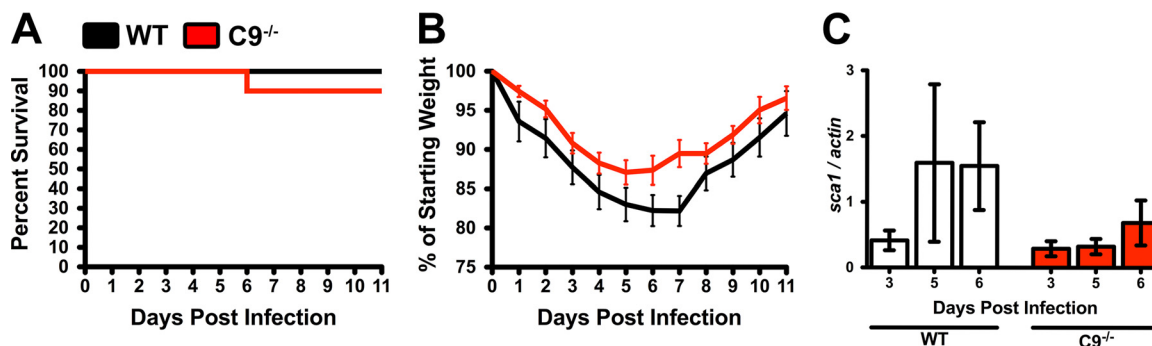 A
WT
C9-/-
Percent Survival
100
90
80
70
60
50
40
30
20
10
0
0 1 2 3 4 5 6 7 8 9 10 11
Days Post Infection
B
% of Starting Weight
100
95
90
85
80
75
0 1 2 3 4 5 6 7 8 9 10 11
Days Post Infection
C
sca1 / actin
3
2
1
0
3 5 6 3 5 6
Days Post Infection
WT C9-/-